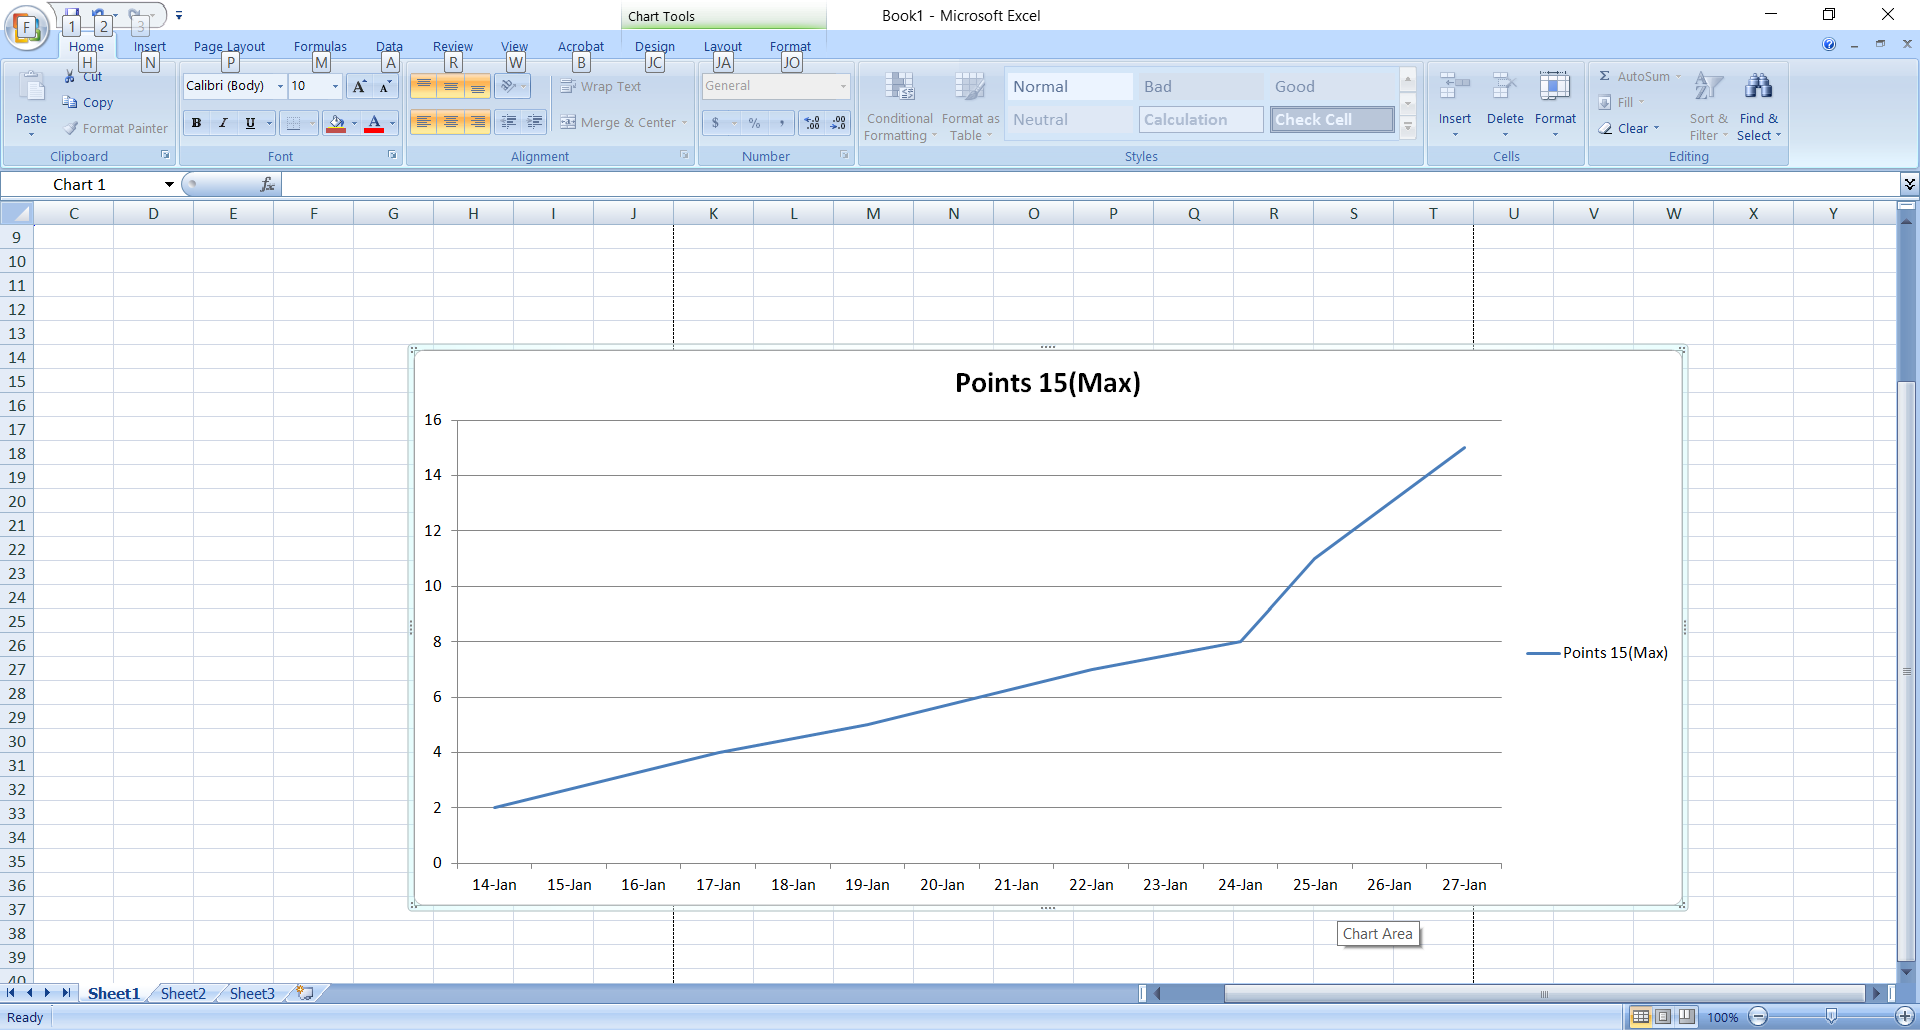 Chart Tools
Book1 - Microsoft Excel
F 1 2 3
Home Insert Page Layout Formulas Data Review View Acrobat Design Layout Format
H N P M A R W B JC JA JO
Cut
Copy
Format Painter
Paste
Clipboard
Calibri (Body) 10 A A
B I U A
Font
Wrap Text
Merge & Center
Alignment
General
$ % , .00 .00
Number
Conditional Formatting
Format as Table
Normal Bad Good
Neutral Calculation Check Cell
Styles
Insert Delete Format
Cells
Σ AutoSum
Fill
Clear
Sort & Filter
Find & Select
Editing
Chart 1 fx
C D E F G H I J K L M N O P Q R S T U V W X Y
9
10
11
12
13
14
15
16
17
18
19
20
21
22
23
24
25
26
27
28
29
30
31
32
33
34
35
36
37
38
39
40
Points 15(Max)
16
14
12
10
8
6
4
2
0
14-Jan 15-Jan 16-Jan 17-Jan 18-Jan 19-Jan 20-Jan 21-Jan 22-Jan 23-Jan 24-Jan 25-Jan 26-Jan 27-Jan
Points 15(Max)
Chart Area
Sheet1 Sheet2 Sheet3
Ready
100%